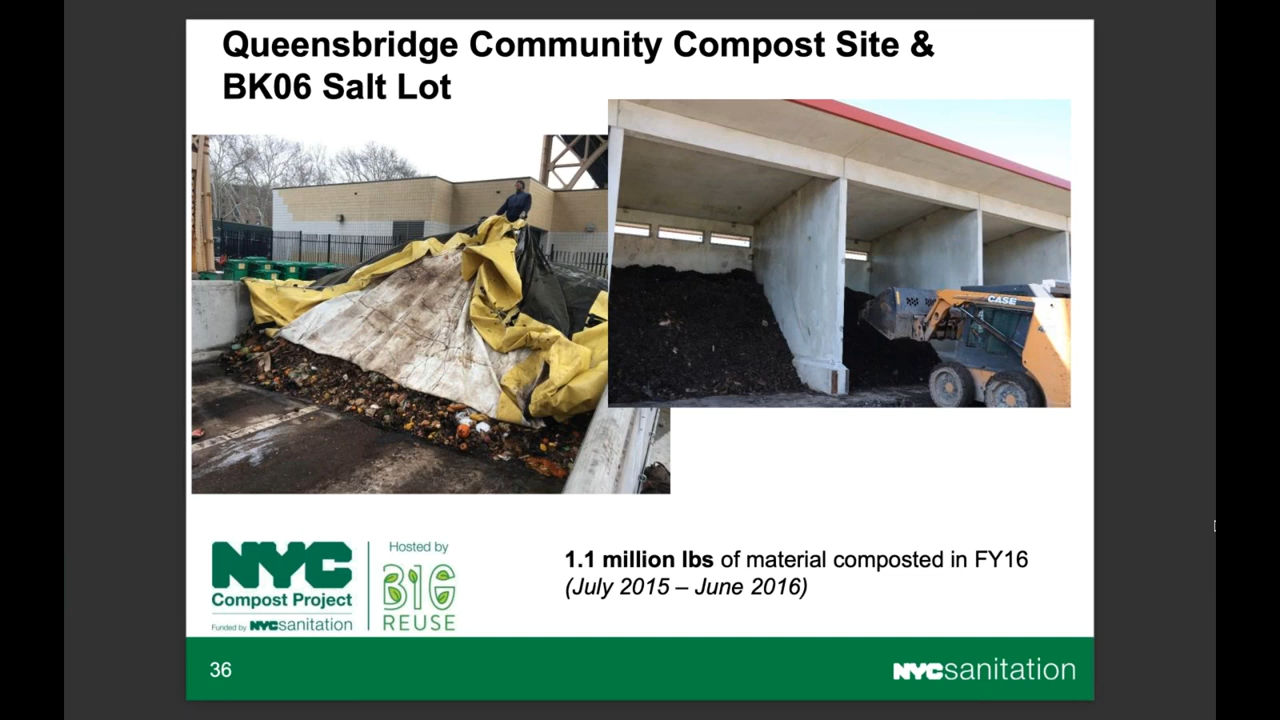 Queensbridge Community Compost Site &
BK06 Salt Lot
CASE
NYC
Compost Project
Funded by NYCsanitation
Hosted by
BIG
REUSE
1.1 million lbs of material composted in FY16
(July 2015 – June 2016)
36
NYCsanitation